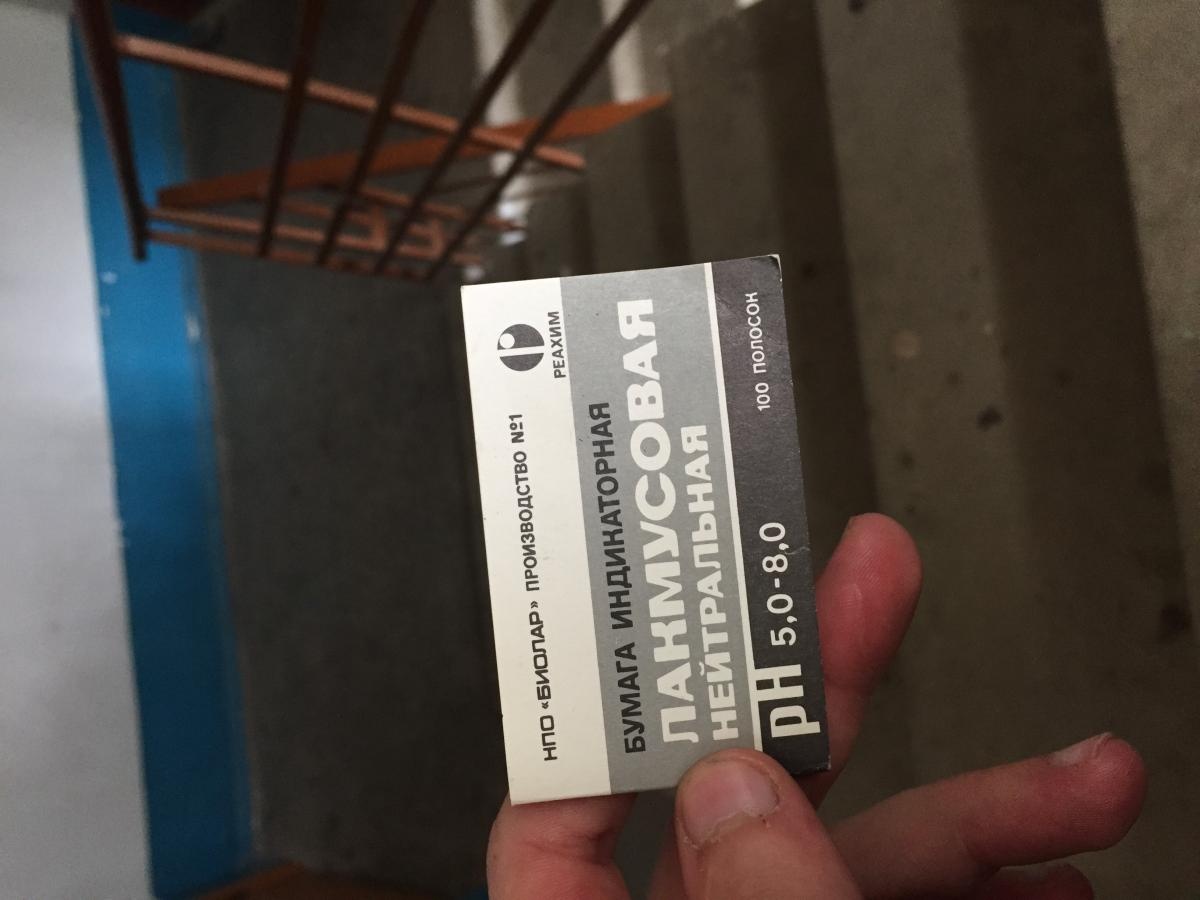 НПО «БИОЛАР» ПРОИЗВОДСТВО №1
РЕАХИМ
БУМАГА ИНДИКАТОРНАЯ
ЛАКМУСОВАЯ
НЕЙТРАЛЬНАЯ
pH 5,0-8,0
100 ПОЛОСОК